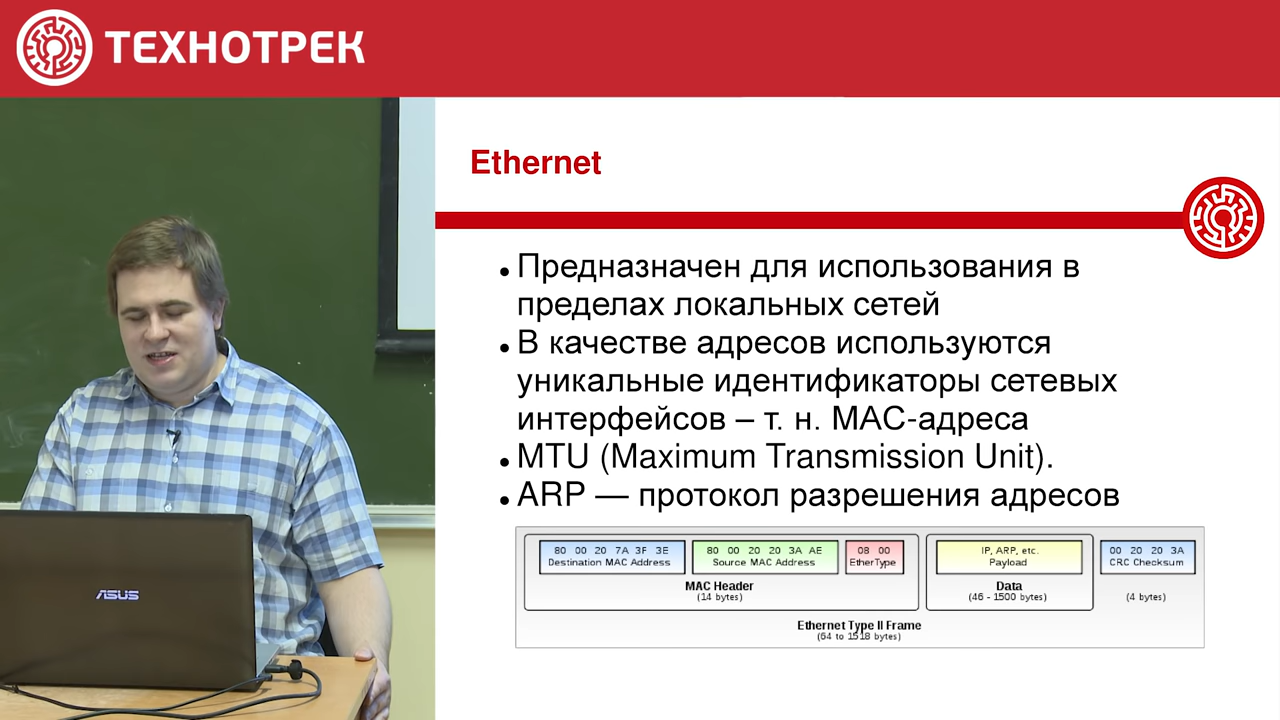 ТЕХНОТРЕК
Ethernet
• Предназначен для использования в
пределах локальных сетей
• В качестве адресов используются
уникальные идентификаторы сетевых
интерфейсов – т. н. MAC-адреса
• MTU (Maximum Transmission Unit).
• ARP — протокол разрешения адресов
80 00 20 7A 3F 3E
Destination MAC Address
80 00 20 20 3A AE
Source MAC Address
08 00
EtherType
IP, ARP, etc.
Payload
00 20 20 3A
CRC Checksum
MAC Header
(14 bytes)
Data
(46 - 1500 bytes)
(4 bytes)
Ethernet Type II Frame
(64 to 1518 bytes)
ASUS